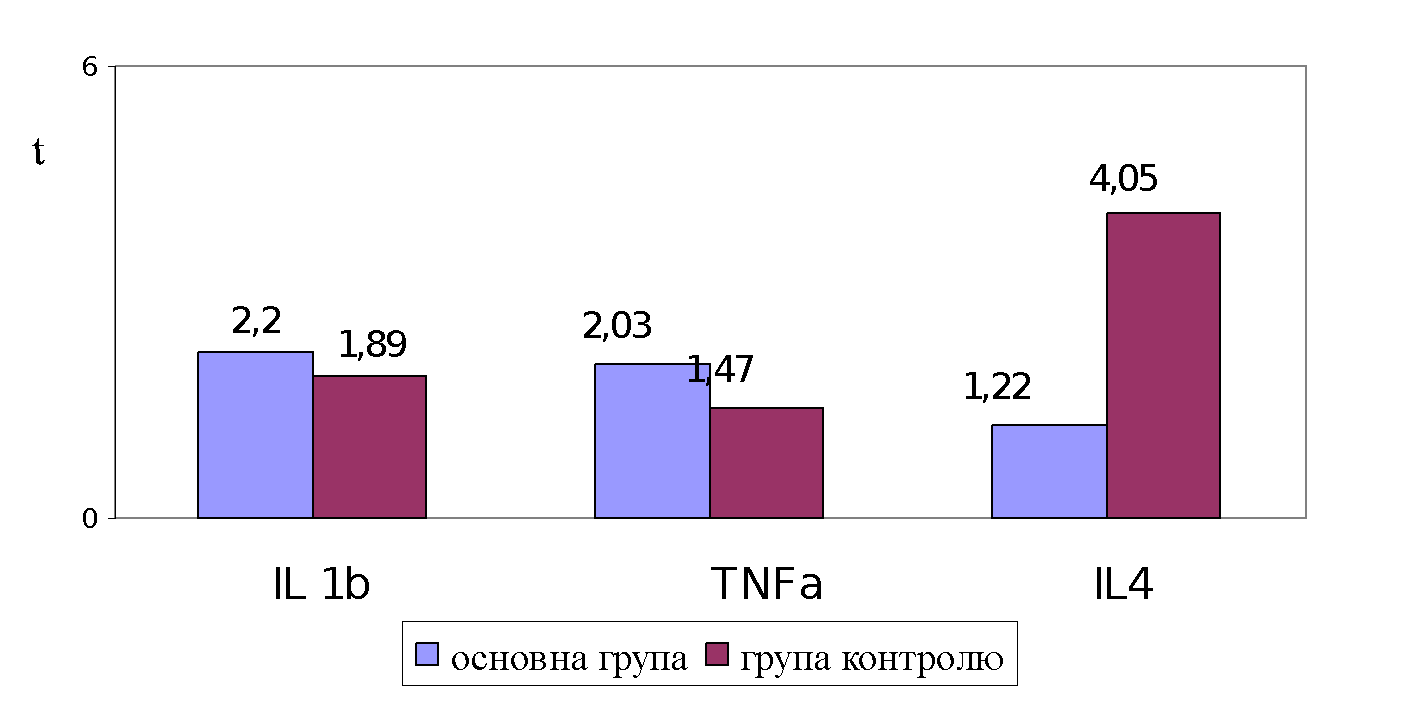 6
t
4,05
2,2
1,89
2,03
1,47
1,22
0
IL 1b TNFa IL4
основна група група контролю